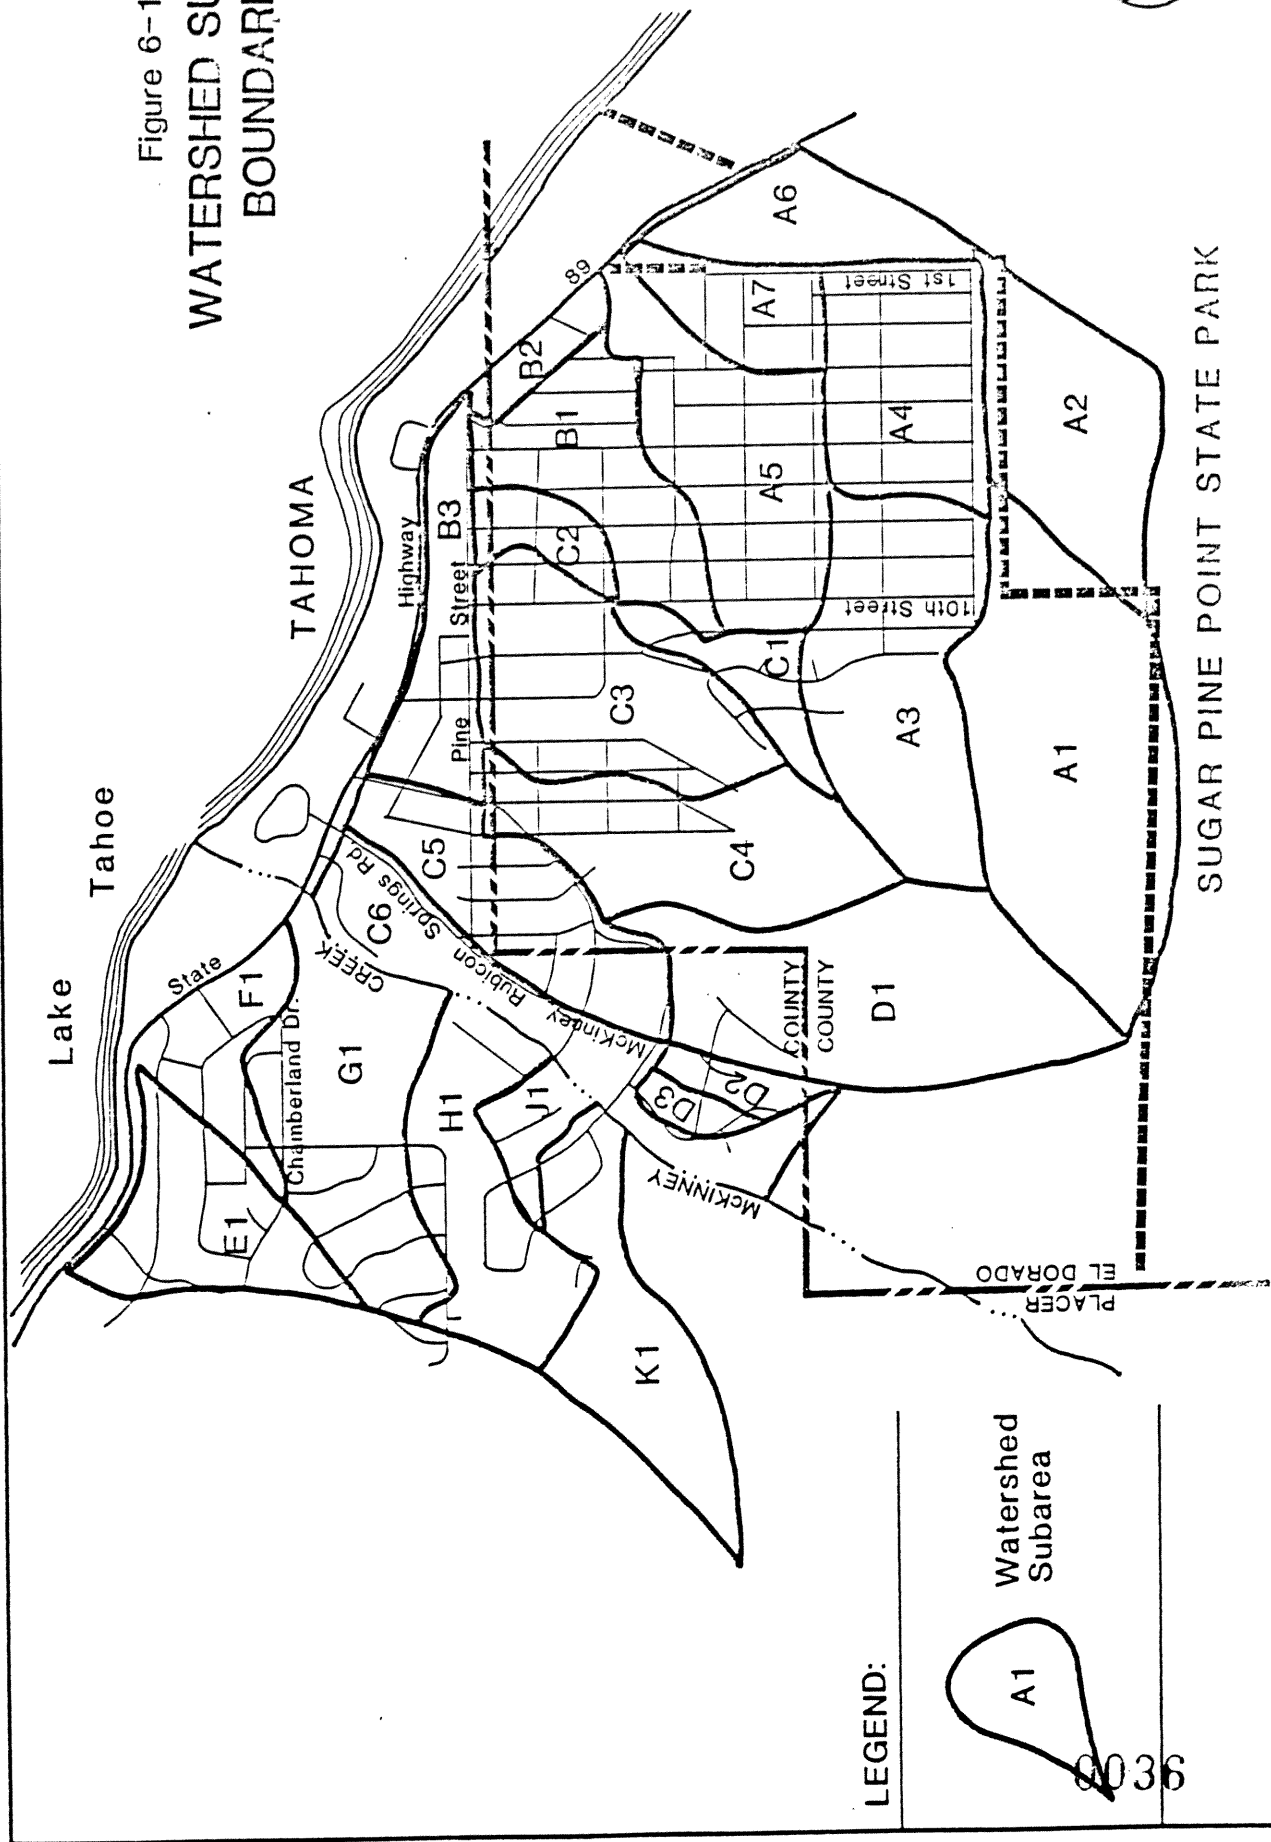 Figure 6-1
WATERSHED SU
BOUNDARI
Lake Tahoe
TAHOMA
State Highway 89
Pine Street
Chamberland Dr.
CREEK
McKinney Rubicon Springs Rd
McKINNEY
1st Street
10th Street
COUNTY
COUNTY
PLACER
EL DORADO
SUGAR PINE POINT STATE PARK
E1
F1
G1
H1
J1
K1
C6
C5
C4
C3
C2
C1
B3
B2
B1
D3
D2
D1
A7
A6
A5
A4
A3
A2
A1
LEGEND:
A1
Watershed
Subarea
0036